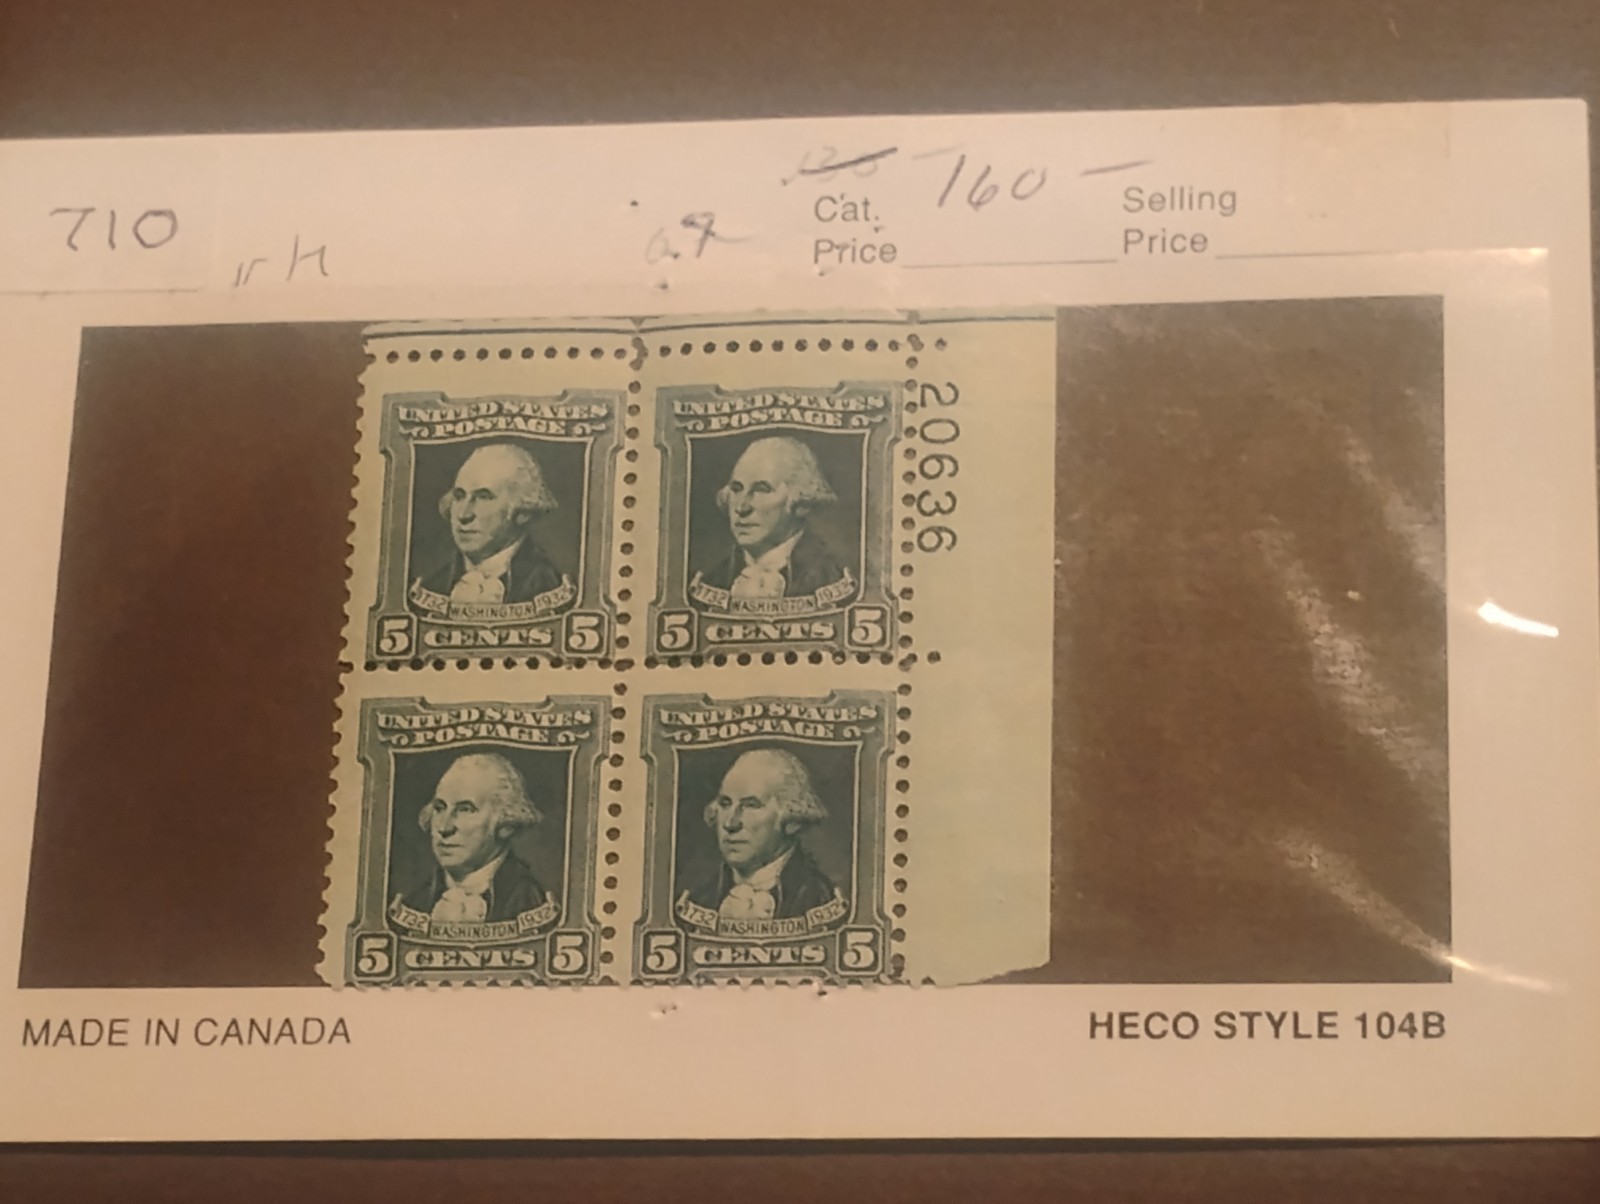 710
H
160 –
Cat. Price
Selling Price
20636
UNITED STATES POSTAGE
1732 WASHINGTON 1932
5 CENTS 5
UNITED STATES POSTAGE
1732 WASHINGTON 1932
5 CENTS 5
UNITED STATES POSTAGE
1732 WASHINGTON 1932
5 CENTS 5
UNITED STATES POSTAGE
1732 WASHINGTON 1932
5 CENTS 5
MADE IN CANADA
HECO STYLE 104B